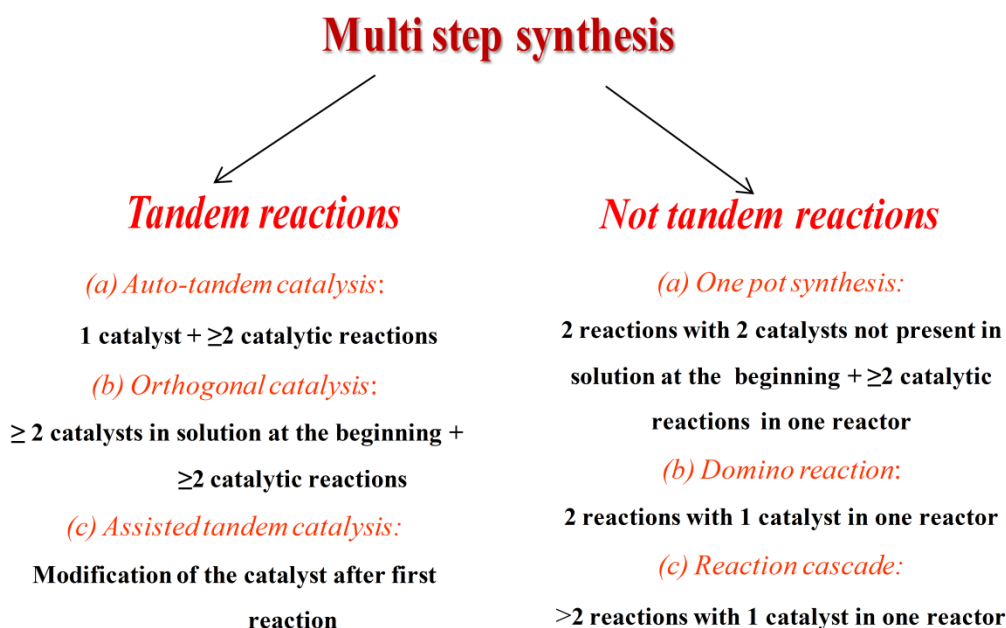 Multi step synthesis
Tandem reactions
(a) Auto-tandem catalysis:
1 catalyst + ≥2 catalytic reactions
(b) Orthogonal catalysis:
≥ 2 catalysts in solution at the beginning +
≥2 catalytic reactions
(c) Assisted tandem catalysis:
Modification of the catalyst after first
reaction
Not tandem reactions
(a) One pot synthesis:
2 reactions with 2 catalysts not present in
solution at the beginning + ≥2 catalytic
reactions in one reactor
(b) Domino reaction:
2 reactions with 1 catalyst in one reactor
(c) Reaction cascade:
>2 reactions with 1 catalyst in one reactor